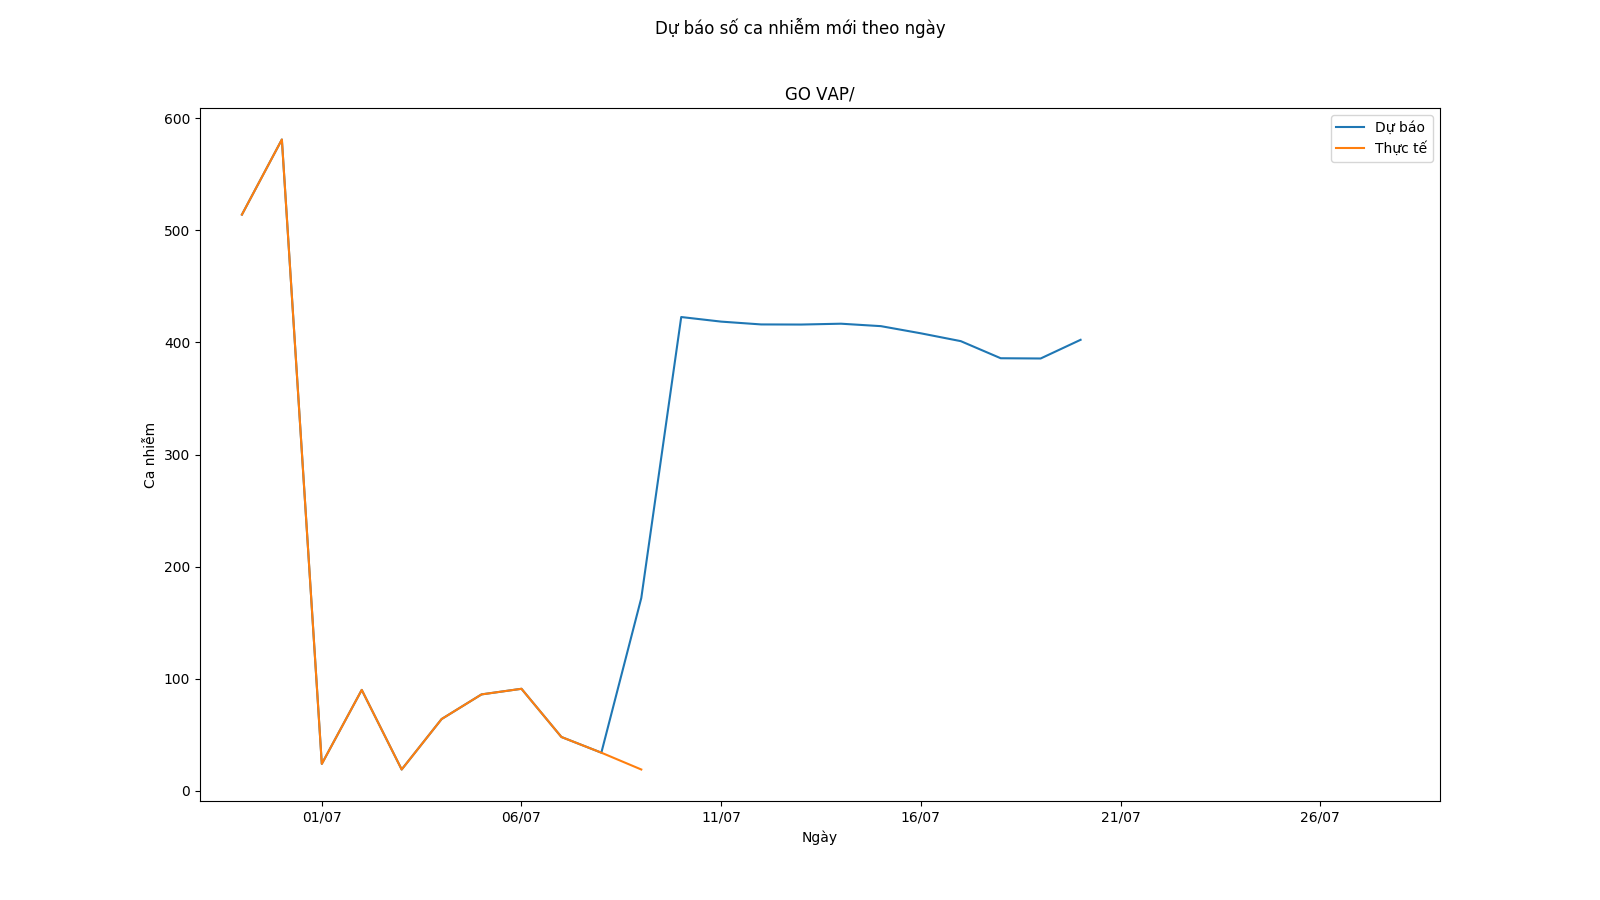 Dự báo số ca nhiễm mới theo ngày
GO VAP/
Dự báo
Thực tế
600
500
400
300
200
100
0
Ca nhiễm
01/07
06/07
11/07
16/07
21/07
26/07
Ngày